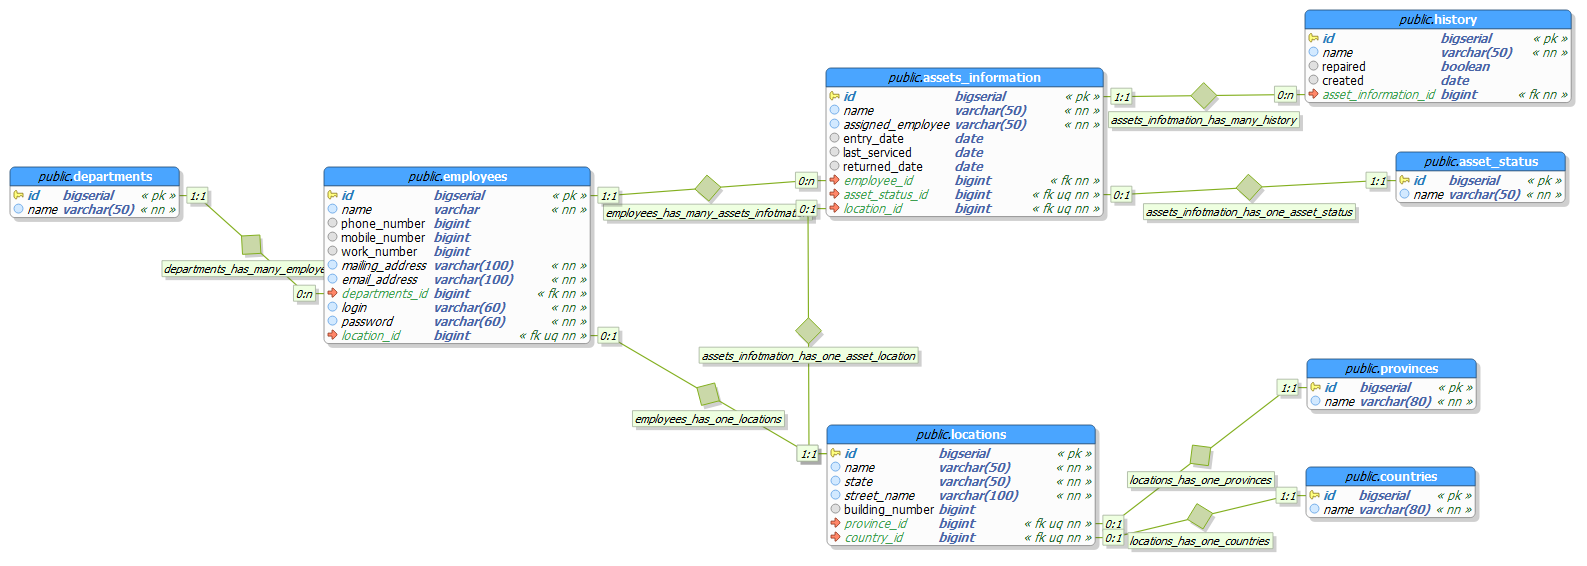 public.history
id bigserial « pk »
name varchar(50) « nn »
repaired boolean
created date
asset_information_id bigint « fk nn »
public.assets_information
id bigserial « pk »
name varchar(50) « nn »
assigned_employee varchar(50) « nn »
entry_date date
last_serviced date
returned_date date
employee_id bigint « fk nn »
asset_status_id bigint « fk uq nn »
location_id bigint « fk uq nn »
1:1
0:n
assets_infotmation_has_many_history
public.asset_status
id bigserial « pk »
name varchar(50) « nn »
0:1
1:1
assets_infotmation_has_one_asset_status
public.departments
id bigserial « pk »
name varchar(50) « nn »
1:1
departments_has_many_employe
0:n
public.employees
id bigserial « pk »
name varchar « nn »
phone_number bigint
mobile_number bigint
work_number bigint
mailing_address varchar(100) « nn »
email_address varchar(100) « nn »
departments_id bigint « fk nn »
login varchar(60) « nn »
password varchar(60) « nn »
location_id bigint « fk uq nn »
1:1
0:n
employees_has_many_assets_infotmat
0:1
0:1
assets_infotmation_has_one_asset_location
employees_has_one_locations
1:1
public.locations
id bigserial « pk »
name varchar(50) « nn »
state varchar(50) « nn »
street_name varchar(100) « nn »
building_number bigint
province_id bigint « fk uq nn »
country_id bigint « fk uq nn »
public.provinces
id bigserial « pk »
name varchar(80) « nn »
1:1
locations_has_one_provinces
0:1
public.countries
id bigserial « pk »
name varchar(80) « nn »
1:1
0:1
locations_has_one_countries